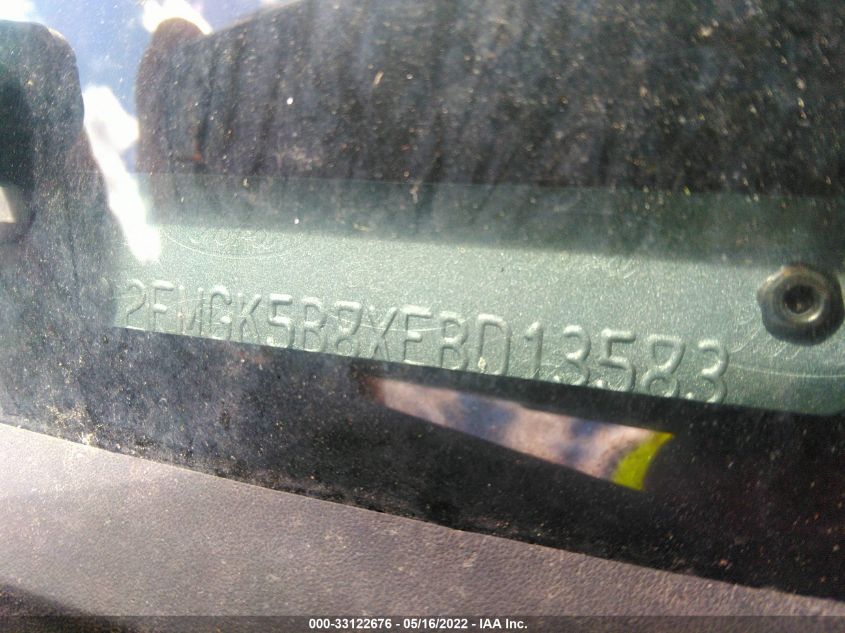 2FMGK5B8XEBD13583
000-33122676 - 05/16/2022 - IAA Inc.